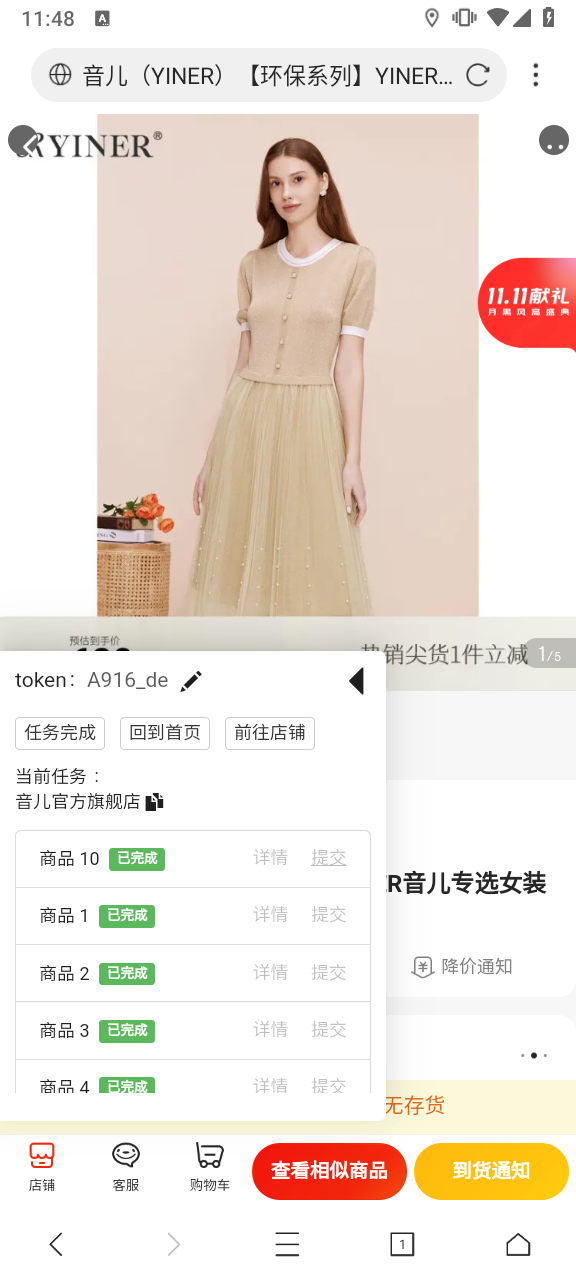 11:48
A
音儿（YINER）【环保系列】YINER...
YINER®
11.11献礼
月黑风高盛典
预估到手价
热销尖货1件立减
1/5
token： A916_de
任务完成 回到首页 前往店铺
当前任务：
音儿官方旗舰店
商品 10 已完成 详情 提交
商品 1 已完成 详情 提交
ER音儿专选女装
商品 2 已完成 详情 提交
降价通知
商品 3 已完成 详情 提交
商品 4 已完成 详情 提交
无存货
店铺 客服 购物车 查看相似商品 到货通知
1